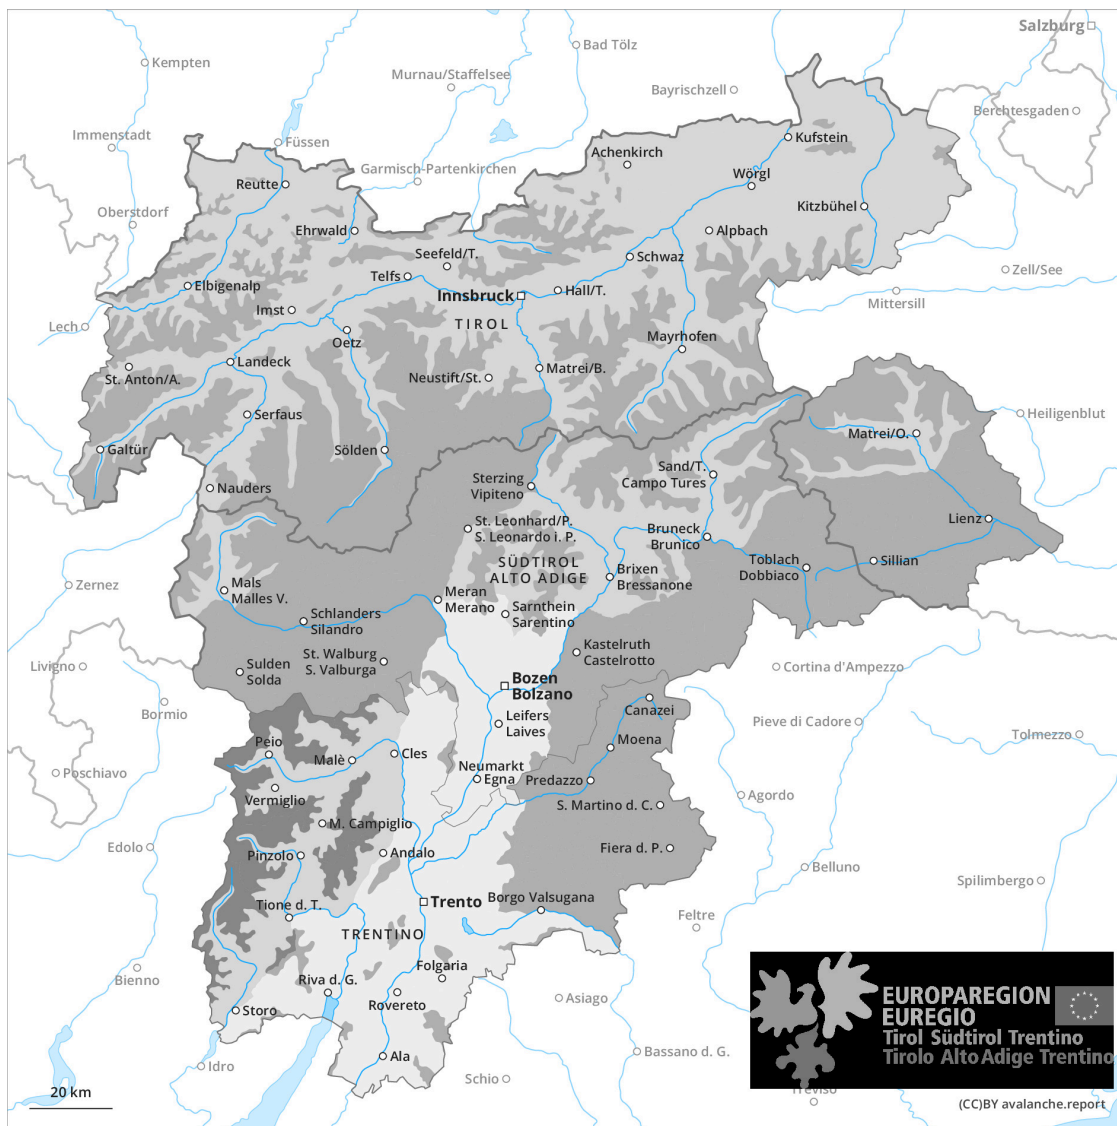 Salzburg
Bad Tölz
Kempten
Murnau/Staffelsee
Bayrischzell
Berchtesgaden
Immenstadt
Füssen
Kufstein
Achenkirch
Garmisch-Partenkirchen
Wörgl
Reutte
Oberstdorf
Kitzbühel
Ehrwald
Alpbach
Seefeld/T.
Schwaz
Zell/See
Telfs
Elbigenalp
Innsbruck
Hall/T.
Mittersill
Imst
Lech
TIROL
Oetz
Mayrhofen
Landeck
Matrei/B.
St. Anton/A.
Neustift/St.
Serfaus
Heiligenblut
Matrei/O.
Galtür
Sölden
Sand/T.
Campo Tures
Sterzing
Vipiteno
Nauders
Lienz
St. Leonhard/P.
S. Leonardo i. P.
Bruneck
Brunico
SÜDTIROL
ALTO ADIGE
Toblach
Dobbiaco
Sillian
Brixen
Bressanone
Zernez
Mals
Malles V.
Meran
Merano
Sarnthein
Sarentino
Schlanders
Silandro
Kastelruth
Castelrotto
St. Walburg
S. Valburga
Livigno
Sulden
Solda
Cortina d'Ampezzo
Bozen
Bolzano
Bormio
Canazei
Leifers
Laives
Pieve di Cadore
Tolmezzo
Peio
Moena
Malè
Cles
Poschiavo
Neumarkt
Egna
Predazzo
Vermiglio
Agordo
S. Martino d. C.
M. Campiglio
Edolo
Fiera d. P.
Pinzolo
Andalo
Belluno
Spilimbergo
Borgo Valsugana
Trento
Tione d. T.
Feltre
TRENTINO
Folgaria
Bienno
Riva d. G.
Rovereto
Asiago
Storo
EUROPAREGION
EUREGIO
Tirol Südtirol Trentino
Tirolo Alto Adige Trentino
Ala
Bassano d. G.
Idro
Schio
Treviso
20 km
(CC)BY avalanche.report